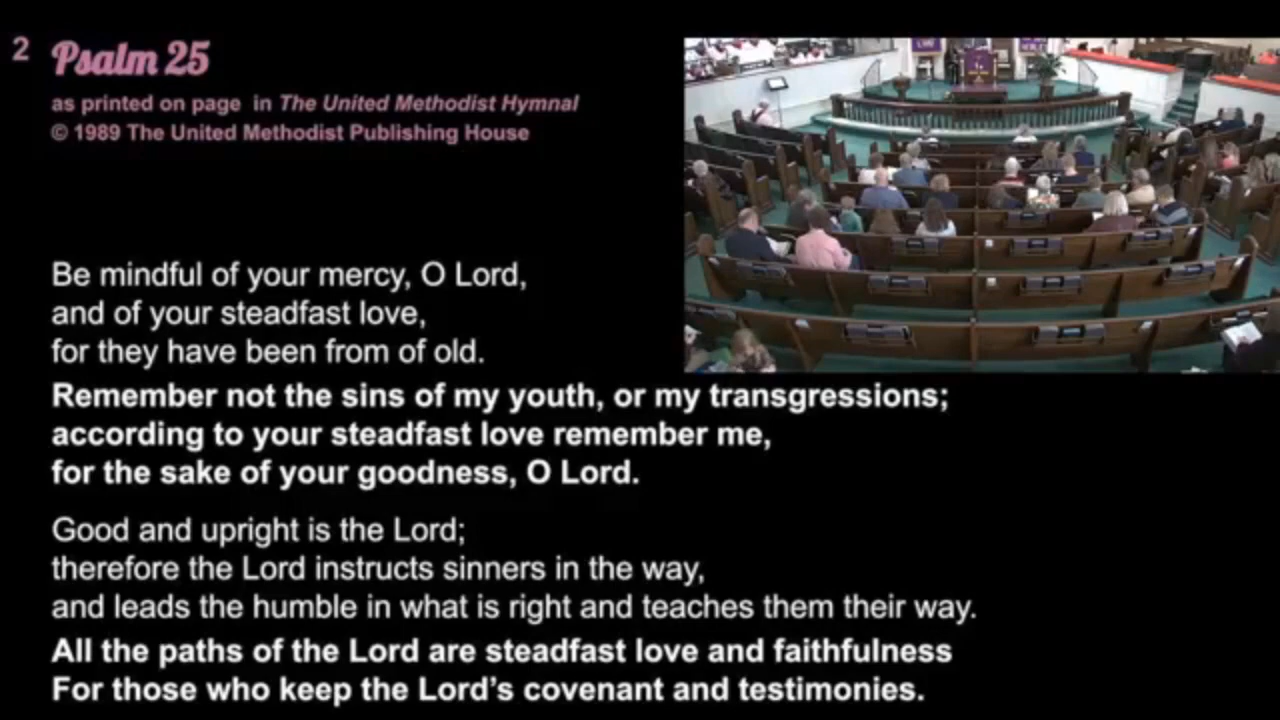 2
Psalm 25
as printed on page in The United Methodist Hymnal
© 1989 The United Methodist Publishing House
Be mindful of your mercy, O Lord,
and of your steadfast love,
for they have been from of old.
Remember not the sins of my youth, or my transgressions;
according to your steadfast love remember me,
for the sake of your goodness, O Lord.
Good and upright is the Lord;
therefore the Lord instructs sinners in the way,
and leads the humble in what is right and teaches them their way.
All the paths of the Lord are steadfast love and faithfulness
For those who keep the Lord’s covenant and testimonies.